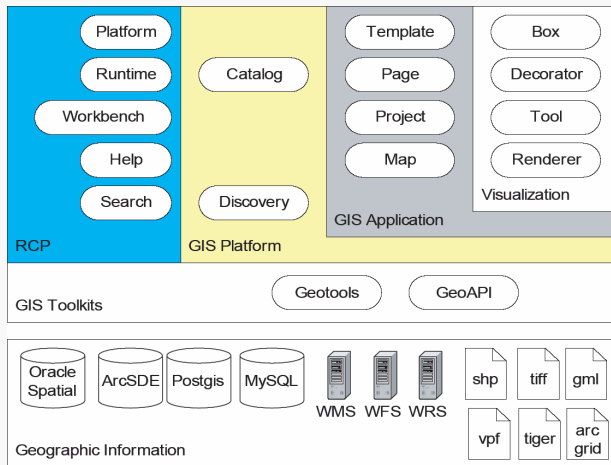 Platform
Runtime
Workbench
Help
Search
RCP
Catalog
Discovery
GIS Platform
Template
Page
Project
Map
GIS Application
Box
Decorator
Tool
Renderer
Visualization
Geotools
GeoAPI
GIS Toolkits
Oracle
Spatial
ArcSDE
Postgis
MySQL
WMS
WFS
WRS
shp
tiff
gml
vpf
tiger
arc
grid
Geographic Information